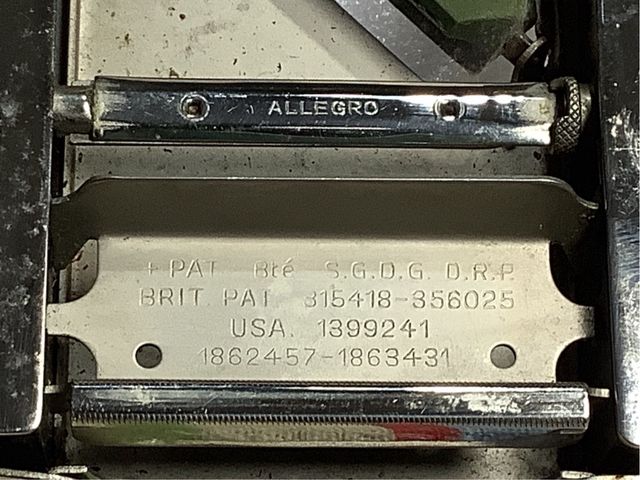 ALLEGRO
+ PAT Bté S.G.D.G. D.R.P.
BRIT. PAT. 315418-356025
USA. 1399241
1862457-1863431